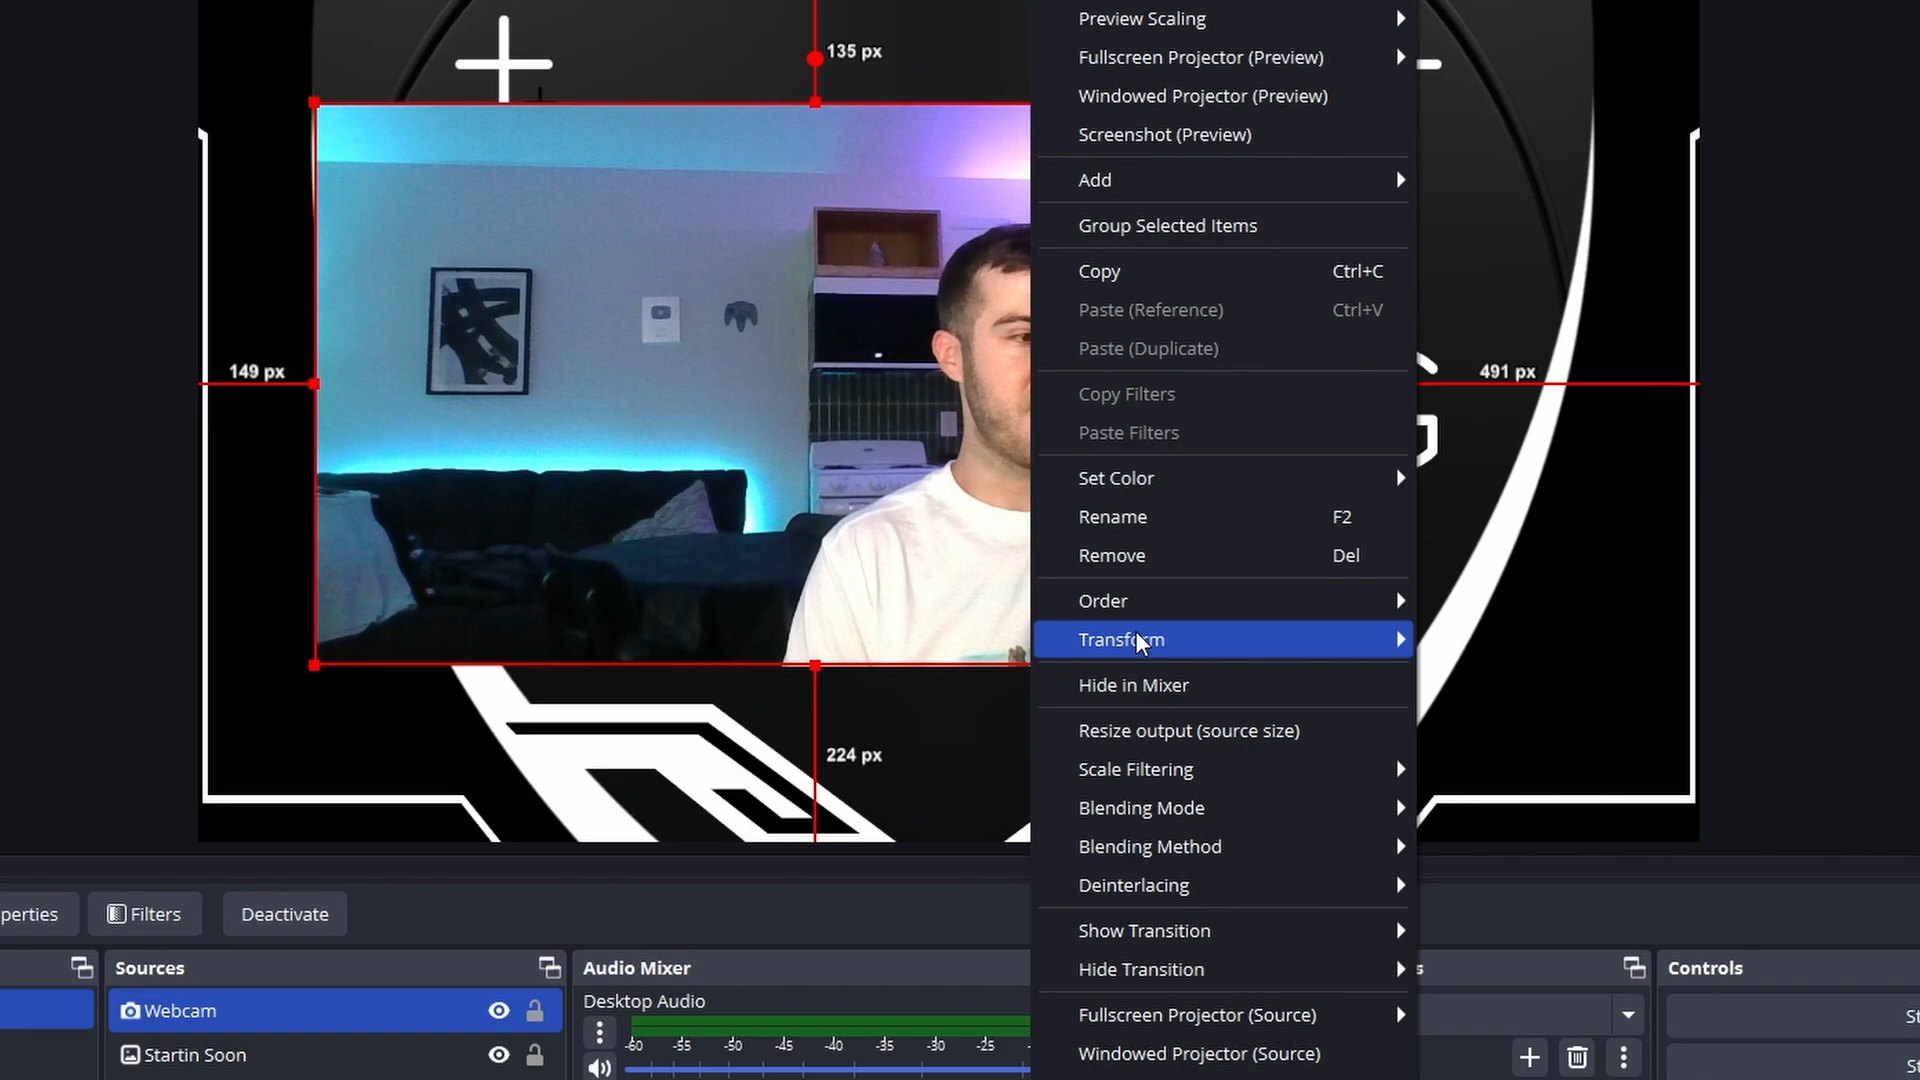 Preview Scaling
Fullscreen Projector (Preview)
Windowed Projector (Preview)
Screenshot (Preview)
Add
Group Selected Items
Copy Ctrl+C
Paste (Reference) Ctrl+V
Paste (Duplicate)
Copy Filters
Paste Filters
Set Color
Rename F2
Remove Del
Order
Transform
Hide in Mixer
Resize output (source size)
Scale Filtering
Blending Mode
Blending Method
Deinterlacing
Show Transition
Hide Transition
Fullscreen Projector (Source)
Windowed Projector (Source)
135 px
149 px
491 px
224 px
perties
Filters
Deactivate
Sources
Webcam
Startin Soon
Audio Mixer
Desktop Audio
-60 -55 -50 -45 -40 -35 -30 -25
s
Controls
St
St